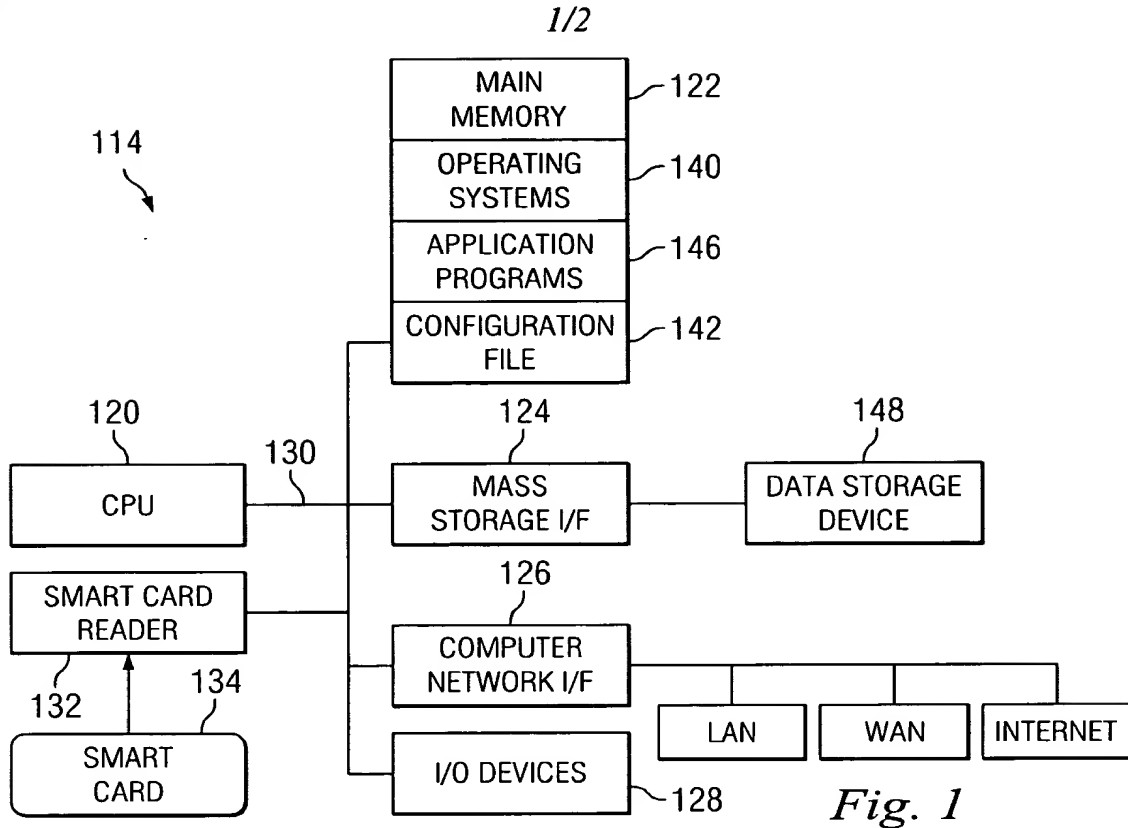 1/2
MAIN
MEMORY
122
114
OPERATING
SYSTEMS
140
APPLICATION
PROGRAMS
146
CONFIGURATION
FILE
142
120
CPU
130
124
MASS
STORAGE I/F
148
DATA STORAGE
DEVICE
SMART CARD
READER
132
134
SMART
CARD
126
COMPUTER
NETWORK I/F
LAN
WAN
INTERNET
I/O DEVICES
128
Fig. 1